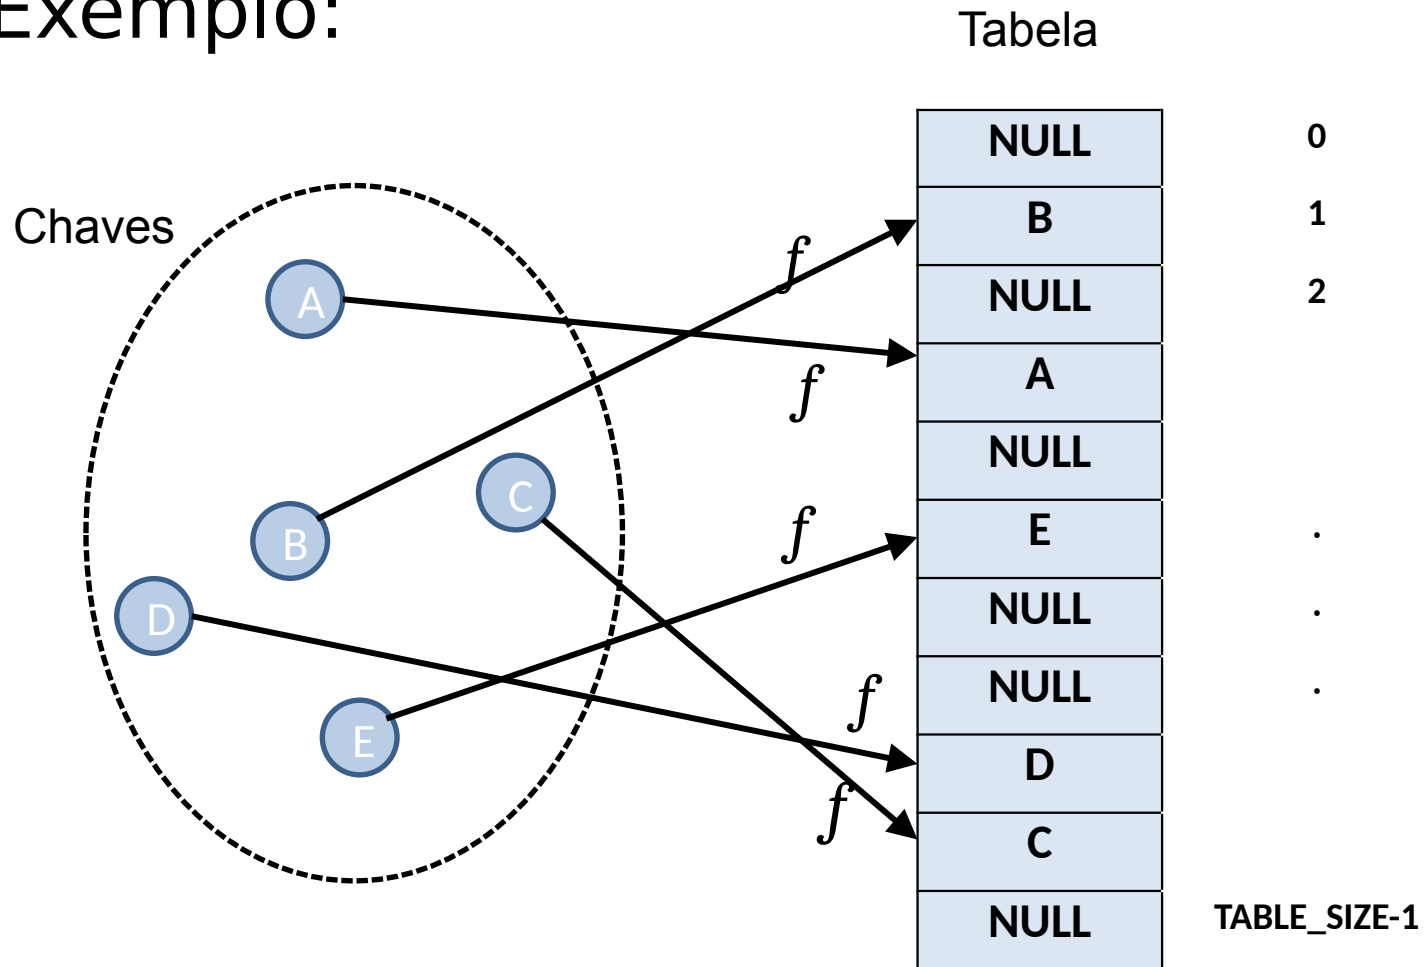 Exemplo:
Tabela
Chaves
NULL 0
B 1
NULL 2
A
NULL
E .
NULL .
NULL .
D
C
NULL TABLE_SIZE-1
A
B
C
D
E
f
f
f
f
f